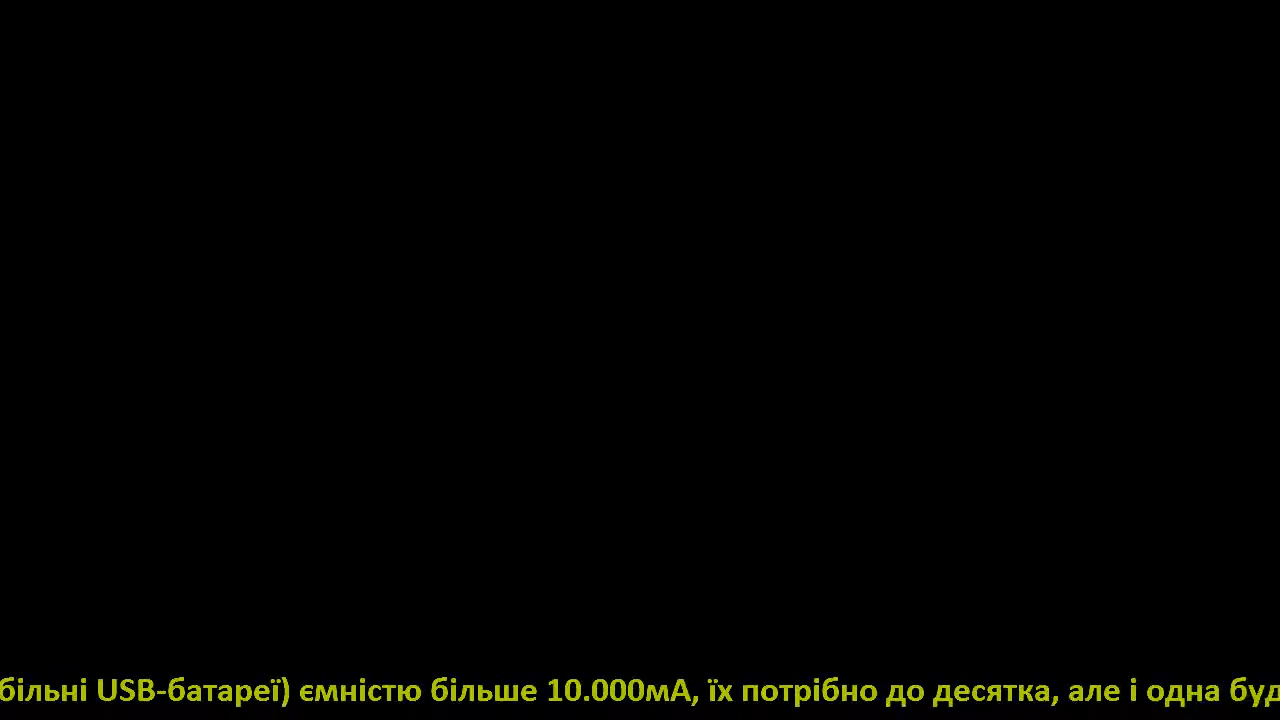 більні USB-батареї) ємністю більше 10.000мА, їх потрібно до десятка, але і одна буд